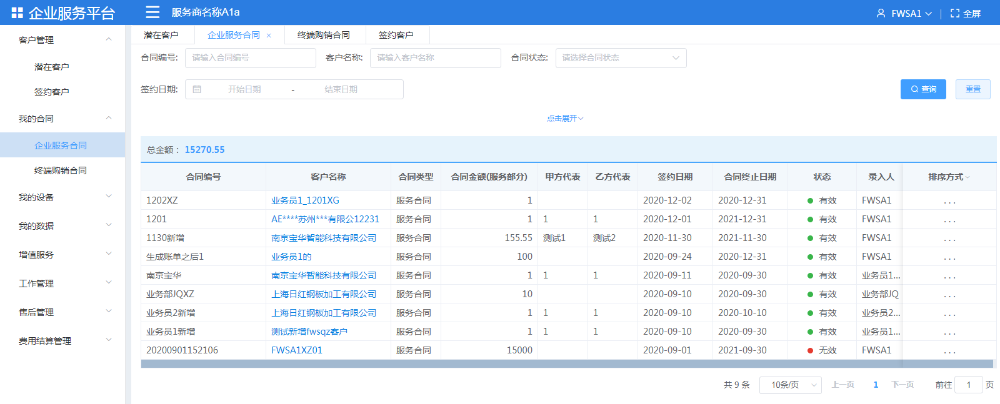 企业服务平台 服务商名称A1a FWSA1 全屏
客户管理
潜在客户
签约客户
我的合同
企业服务合同
终端购销合同
我的设备
我的数据
增值服务
工作管理
售后管理
费用结算管理
潜在客户 企业服务合同 × 终端购销合同 签约客户
合同编号: 请输入合同编号 客户名称: 请输入客户名称 合同状态: 请选择合同状态
签约日期: 开始日期 - 结束日期 查询 重置
点击展开
总金额： 15270.55
合同编号 客户名称 合同类型 合同金额(服务部分) 甲方代表 乙方代表 签约日期 合同终止日期 状态 录入人 排序方式
1202XZ 业务员1_1201XG 服务合同 1 2020-12-02 2020-12-31 有效 FWSA1 ...
1201 AE****苏州***有限公12231 服务合同 1 1 1 2020-12-01 2021-12-31 有效 FWSA1 ...
1130新增 南京宝华智能科技有限公司 服务合同 155.55 测试1 测试2 2020-11-30 2021-11-30 有效 FWSA1 ...
生成账单之后1 业务员1的 服务合同 100 2020-09-24 2020-12-31 有效 FWSA1 ...
南京宝华 南京宝华智能科技有限公司 服务合同 1 1 1 2020-09-11 2020-09-30 有效 业务员1... ...
业务部JQXZ 上海日红钢板加工有限公司 服务合同 10 2020-09-10 2020-09-30 有效 业务部JQ ...
业务员2新增 上海日红钢板加工有限公司 服务合同 1 1 1 2020-09-10 2020-10-10 有效 业务员2... ...
业务员1新增 测试新增fwsqz客户 服务合同 1 1 1 2020-09-10 2020-09-30 有效 业务员1... ...
20200901152106 FWSA1XZ01 服务合同 15000 2020-09-01 2021-09-30 无效 FWSA1 ...
共 9 条 10条/页 上一页 1 下一页 前往 1 页